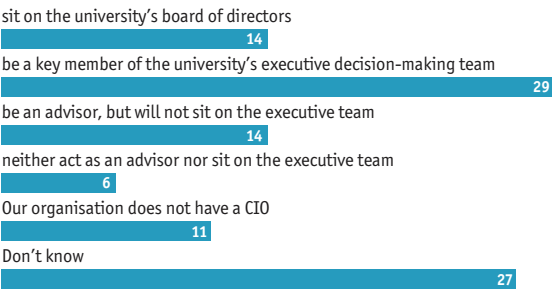 sit on the university’s board of directors
14
be a key member of the university’s executive decision-making team
29
be an advisor, but will not sit on the executive team
14
neither act as an advisor nor sit on the executive team
6
Our organisation does not have a CIO
11
Don’t know
27